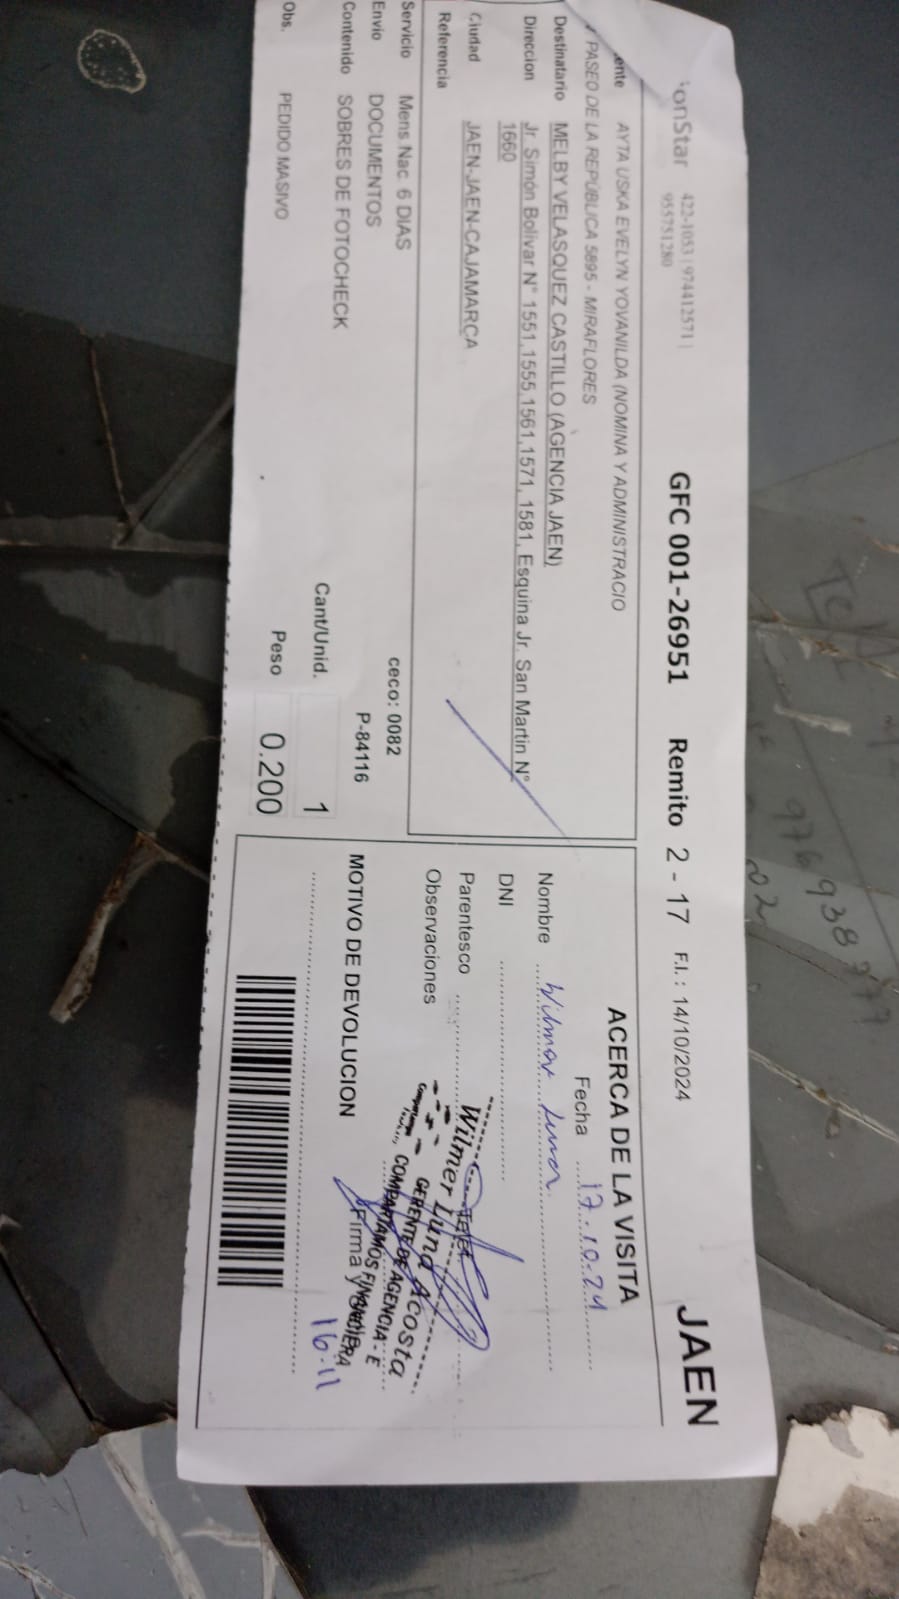 onStar 422-1053 | 974412571 |
955751280
GFC 001-26951 Remito 2 - 17 F.I.: 14/10/2024 JAEN
ente AYTA USKA EVELYN YOVANILDA (NOMINA Y ADMINISTRACIO
PASEO DE LA REPÚBLICA 5895 - MIRAFLORES
Destinatario MELBY VELASQUEZ CASTILLO (AGENCIA JAEN)
Direccion Jr. Simón Bolívar N° 1551,1555,1561,1571, 1581, Esquina Jr. San Martin N°
1660
Ciudad JAEN-JAEN-CAJAMARCA
Referencia
Servicio Mens Nac 6 DIAS
ceco: 0082
Envio DOCUMENTOS
P-84116
Contenido SOBRES DE FOTOCHECK
Cant/Unid. 1
Obs. PEDIDO MASIVO
Peso 0.200
ACERCA DE LA VISITA
Fecha 17.10.24
Nombre Wilmer Luna
DNI
Parentesco
Observaciones
Wilmer Luna Acosta
GERENTE DE AGENCIA - E
COMPARTAMOS FINANCIERA
Firma y
MOTIVO DE DEVOLUCION
16-11
976938